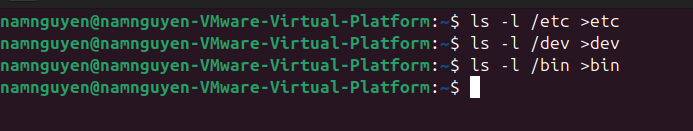 namnguyen@namnguyen-VMware-Virtual-Platform:~$ ls -l /etc >etc
namnguyen@namnguyen-VMware-Virtual-Platform:~$ ls -l /dev >dev
namnguyen@namnguyen-VMware-Virtual-Platform:~$ ls -l /bin >bin
namnguyen@namnguyen-VMware-Virtual-Platform:~$